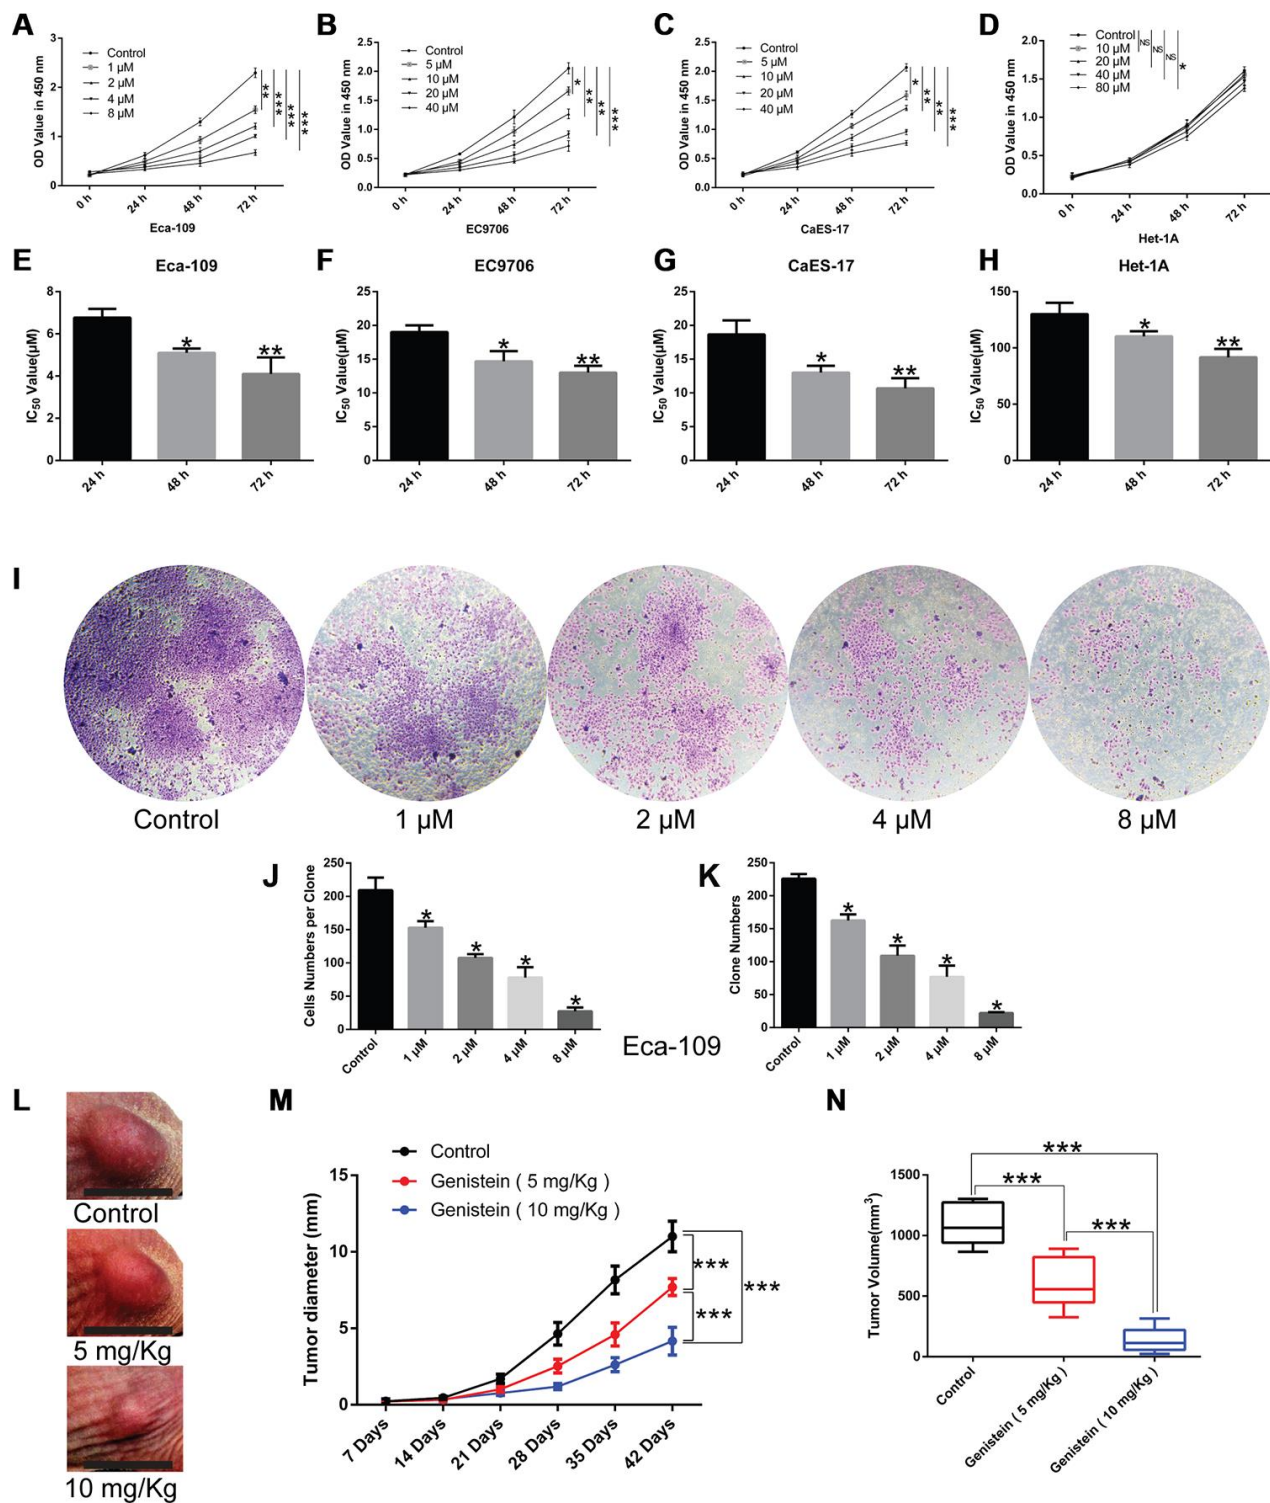 A
3
2
1
0
OD Value in 450 nm
Control
1 µM
2 µM
4 µM
8 µM
**
***
***
***
0 h
24 h
48 h
72 h
Eca-109
B
2.5
2.0
1.5
1.0
0.5
0.0
OD Value in 450 nm
Control
5 µM
10 µM
20 µM
40 µM
*
**
**
***
0 h
24 h
48 h
72 h
EC9706
C
2.5
2.0
1.5
1.0
0.5
0.0
OD Value in 450 nm
Control
5 µM
10 µM
20 µM
40 µM
*
**
**
***
0 h
24 h
48 h
72 h
CaES-17
D
2.0
1.5
1.0
0.5
0.0
OD Value in 450 nm
Control
10 µM
20 µM
40 µM
80 µM
NS
NS
NS
*
0 h
24 h
48 h
72 h
Het-1A
E
Eca-109
8
6
4
2
0
IC50 Value(µM)
*
**
24 h
48 h
72 h
F
EC9706
25
20
15
10
5
0
IC50 Value(µM)
*
**
24 h
48 h
72 h
G
CaES-17
25
20
15
10
5
0
IC50 Value(µM)
*
**
24 h
48 h
72 h
H
Het-1A
150
100
50
0
IC50 Value(µM)
*
**
24 h
48 h
72 h
I
Control
1 µM
2 µM
4 µM
8 µM
J
250
200
150
100
50
0
Cells Numbers per Clone
*
*
*
*
Control
1 µM
2 µM
4 µM
8 µM
Eca-109
K
250
200
150
100
50
0
Clone Numbers
*
*
*
*
Control
1 µM
2 µM
4 µM
8 µM
L
Control
5 mg/Kg
10 mg/Kg
M
Control
Genistein ( 5 mg/Kg )
Genistein ( 10 mg/Kg )
15
10
5
0
Tumor diameter (mm)
***
***
***
7 Days
14 Days
21 Days
28 Days
35 Days
42 Days
N
***
***
***
1500
1000
500
0
Tumor Volume(mm3)
Control
Genistein ( 5 mg/Kg )
Genistein ( 10 mg/Kg )